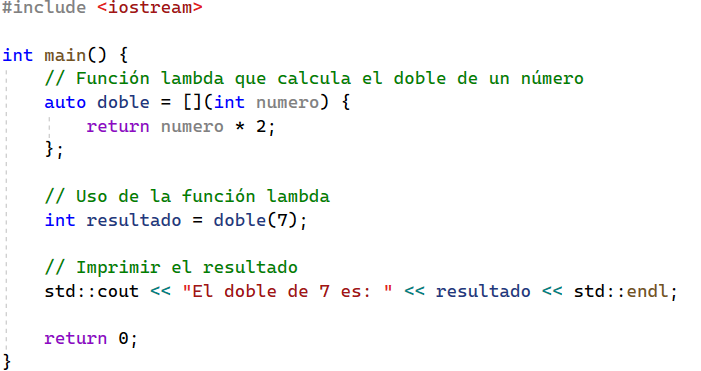 #include <iostream>
int main() {
// Función lambda que calcula el doble de un número
auto doble = [](int numero) {
return numero * 2;
};
// Uso de la función lambda
int resultado = doble(7);
// Imprimir el resultado
std::cout << "El doble de 7 es: " << resultado << std::endl;
return 0;
}